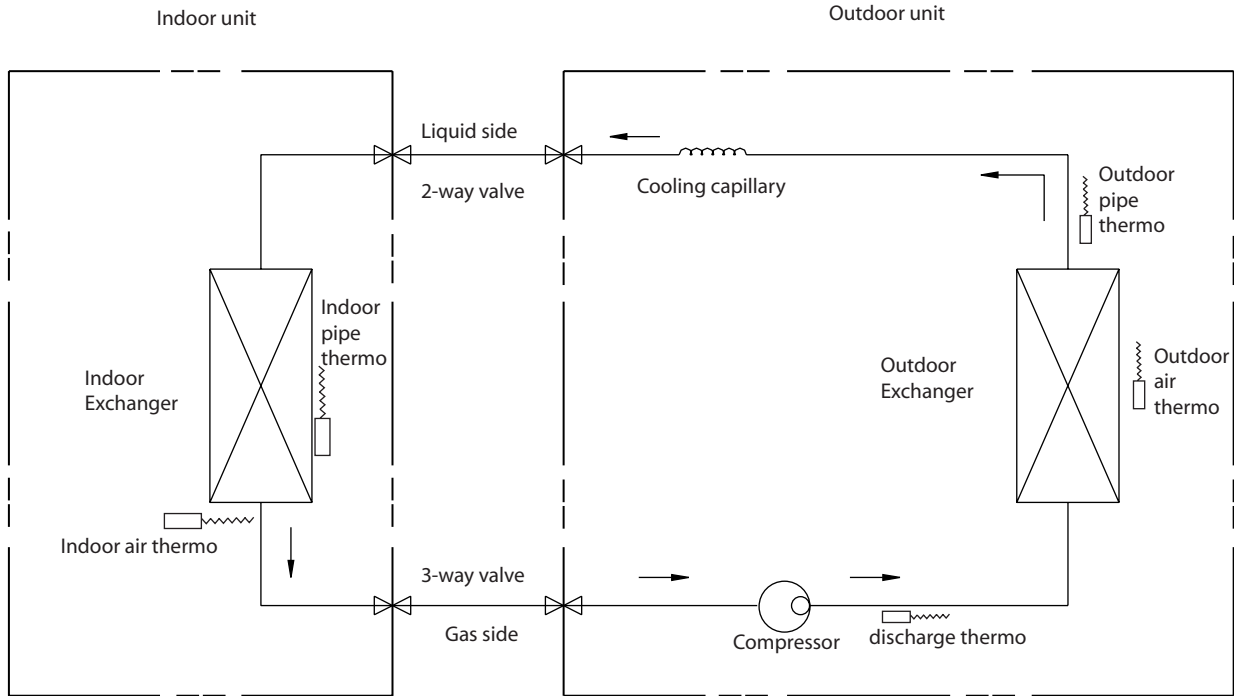 Indoor unit
Outdoor unit
Liquid side
2-way valve
Cooling capillary
Outdoor
pipe
thermo
Indoor
pipe
thermo
Indoor
Exchanger
Outdoor
Exchanger
Outdoor
air
thermo
Indoor air thermo
3-way valve
Gas side
Compressor
discharge thermo